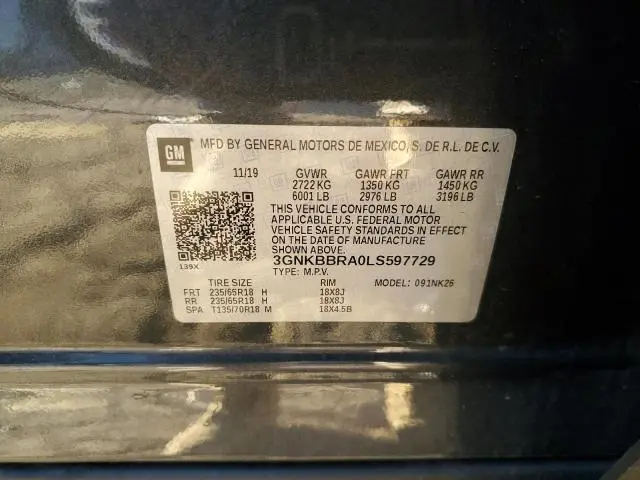 GM
MFD BY GENERAL MOTORS DE MEXICO, S. DE R.L. DE C.V.
11/19 GVWR GAWR FRT GAWR RR
2722 KG 1350 KG 1450 KG
6001 LB 2976 LB 3196 LB
THIS VEHICLE CONFORMS TO ALL
APPLICABLE U.S. FEDERAL MOTOR
VEHICLE SAFETY STANDARDS IN EFFECT
ON THE DATE OF MANUFACTURE SHOWN ABOVE.
139X
3GNKBBRA0LS597729
TYPE: M.P.V.
TIRE SIZE RIM MODEL: 091NK26
FRT 235/65R18 H 18X8J
RR 235/65R18 H 18X8J
SPA T135/70R18 M 18X4.5B